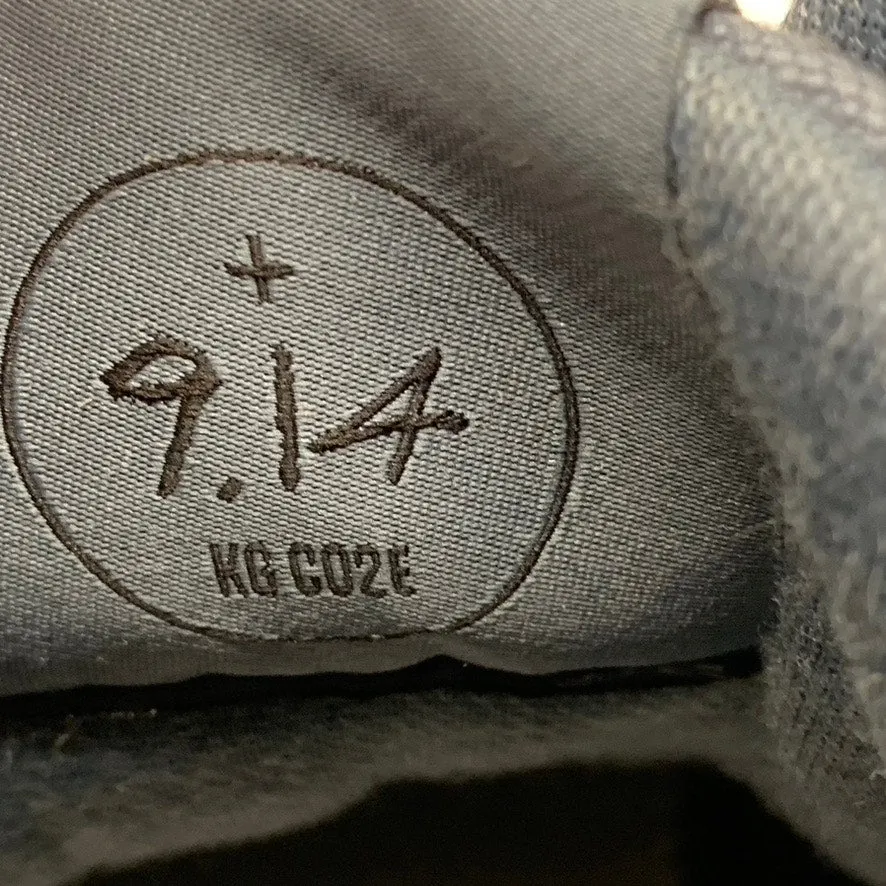 +
9.14
KG CO2E